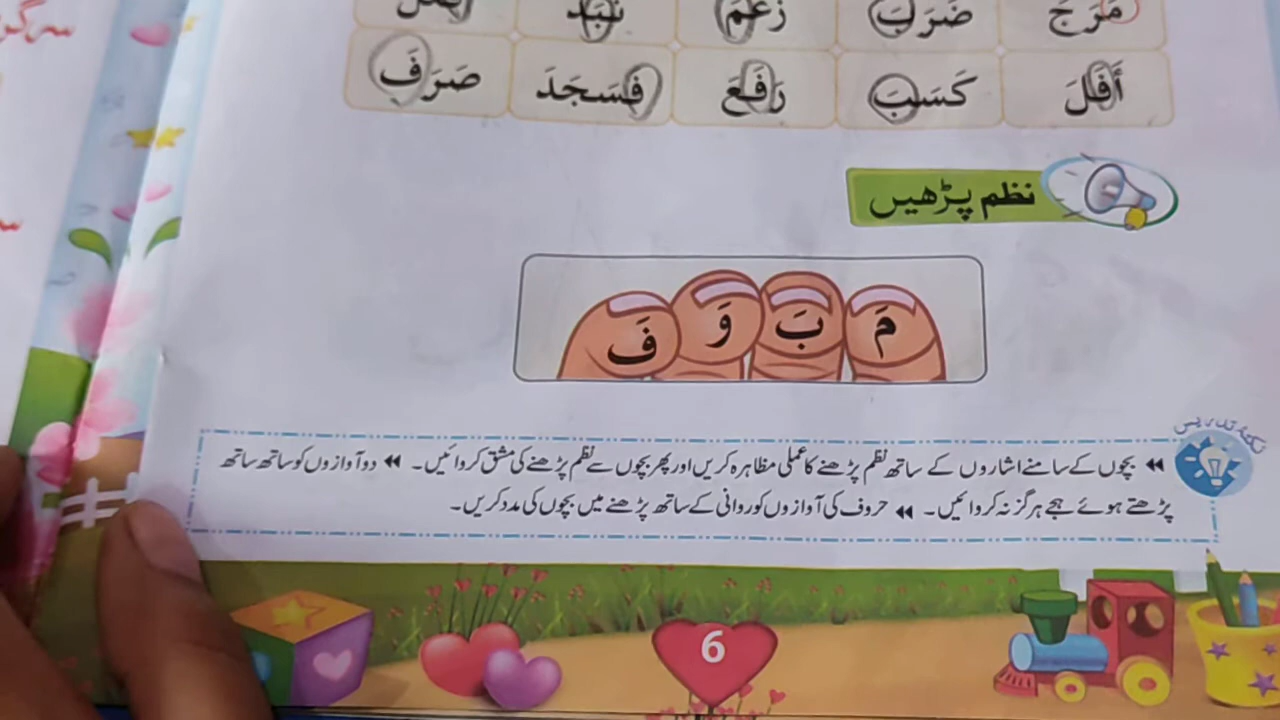 مَرَجَ ضَرَبَ زَعَمَ نَبَذَ
أَفَلَ كَسَبَ رَفَعَ فَسَجَدَ صَرَفَ
نظم پڑھیں
مَ بَ وَ فَ
نکتۂ تدریس
بچوں کے سامنے اشاروں کے ساتھ نظم پڑھنے کا عملی مظاہرہ کریں اور پھر بچوں سے نظم پڑھنے کی مشق کروائیں۔ دو آوازوں کو ساتھ ساتھ
پڑھتے ہوئے ہجے ہرگز نہ کروائیں۔ حروف کی آوازوں کو روانی کے ساتھ پڑھنے میں بچوں کی مدد کریں۔
6